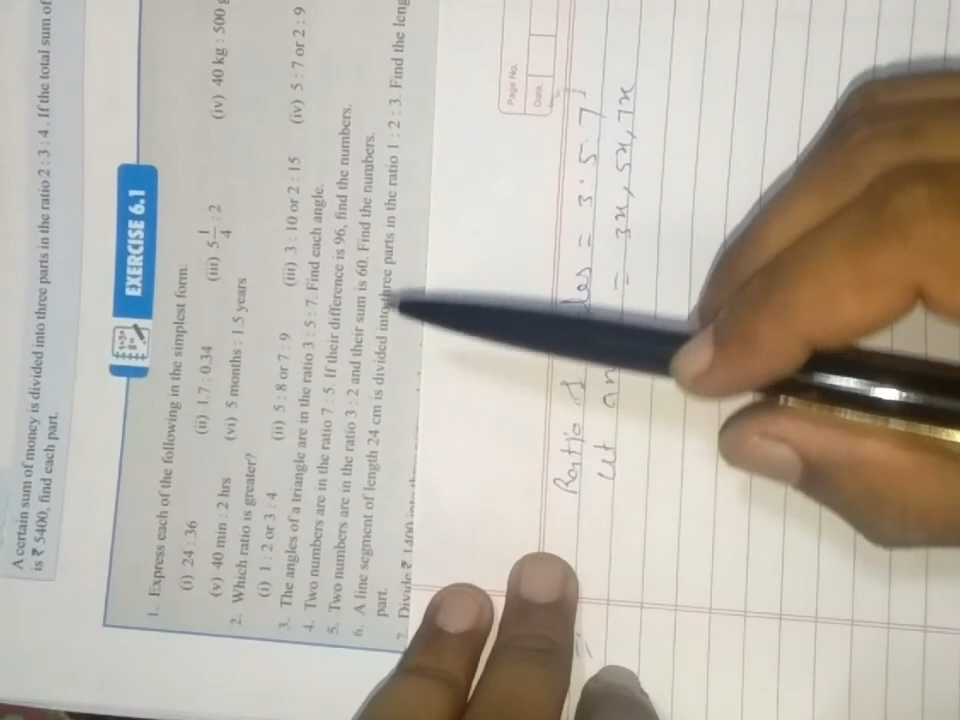 A certain sum of money is divided into three parts in the ratio 2 : 3 : 4. If the total sum of
is ₹ 5400, find each part.
EXERCISE 6.1
1. Express each of the following in the simplest form:
(i) 24 : 36 (ii) 1.7 : 0.34 (iii) 5 1/4 : 2 (iv) 40 kg : 500 g
(v) 40 min : 2 hrs (vi) 5 months : 1.5 years
2. Which ratio is greater?
(i) 1 : 2 or 3 : 4 (ii) 5 : 8 or 7 : 9 (iii) 3 : 10 or 2 : 15 (iv) 5 : 7 or 2 : 9
3. The angles of a triangle are in the ratio 3 : 5 : 7. Find each angle.
4. Two numbers are in the ratio 7 : 5. If their difference is 96, find the numbers.
5. Two numbers are in the ratio 3 : 2 and their sum is 60. Find the numbers.
6. A line segment of length 24 cm is divided into three parts in the ratio 1 : 2 : 3. Find the leng
part.
7. Divide ₹ 1400 into
Page No.
Date.
Ratio of = 3 : 5 : 7
Let = 3x, 5x, 7x